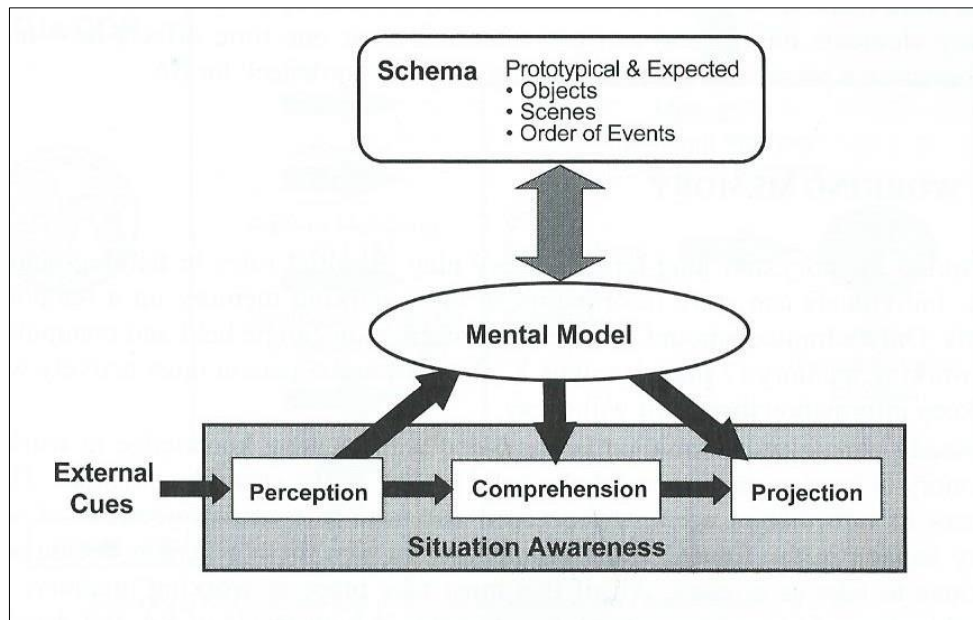 Schema
Prototypical & Expected
• Objects
• Scenes
• Order of Events
Mental Model
External
Cues
Perception
Comprehension
Projection
Situation Awareness